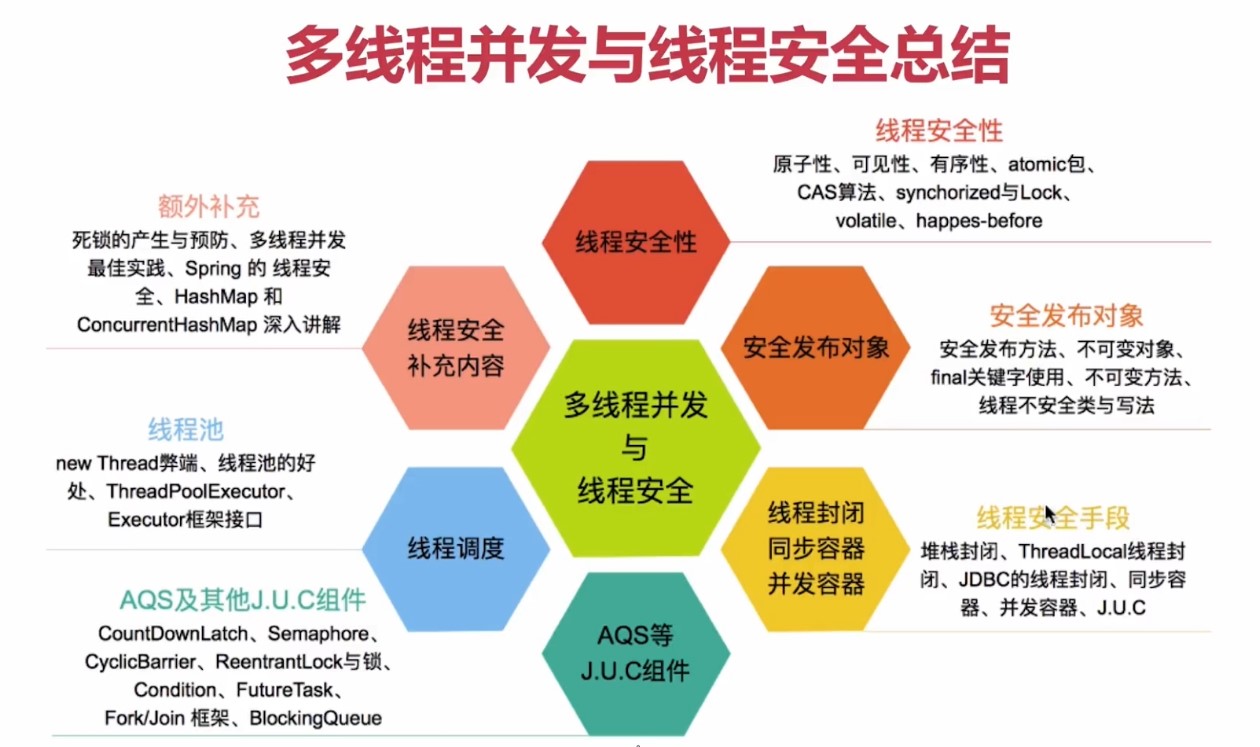 多线程并发与线程安全总结
线程安全性
原子性、可见性、有序性、atomic包、
CAS算法、synchorized与Lock、
volatile、happes-before
额外补充
死锁的产生与预防、多线程并发
最佳实践、Spring 的 线程安
全、HashMap 和
ConcurrentHashMap 深入讲解
线程安全性
线程安全
补充内容
安全发布对象
安全发布对象
安全发布方法、不可变对象、
final关键字使用、不可变方法、
线程不安全类与写法
多线程并发
与
线程安全
线程池
new Thread弊端、线程池的好
处、ThreadPoolExecutor、
Executor框架接口
线程调度
线程封闭
同步容器
并发容器
线程安全手段
堆栈封闭、ThreadLocal线程封
闭、JDBC的线程封闭、同步容
器、并发容器、J.U.C
AQS及其他J.U.C组件
CountDownLatch、Semaphore、
CyclicBarrier、ReentrantLock与锁、
Condition、FutureTask、
Fork/Join 框架、BlockingQueue
AQS等
J.U.C组件